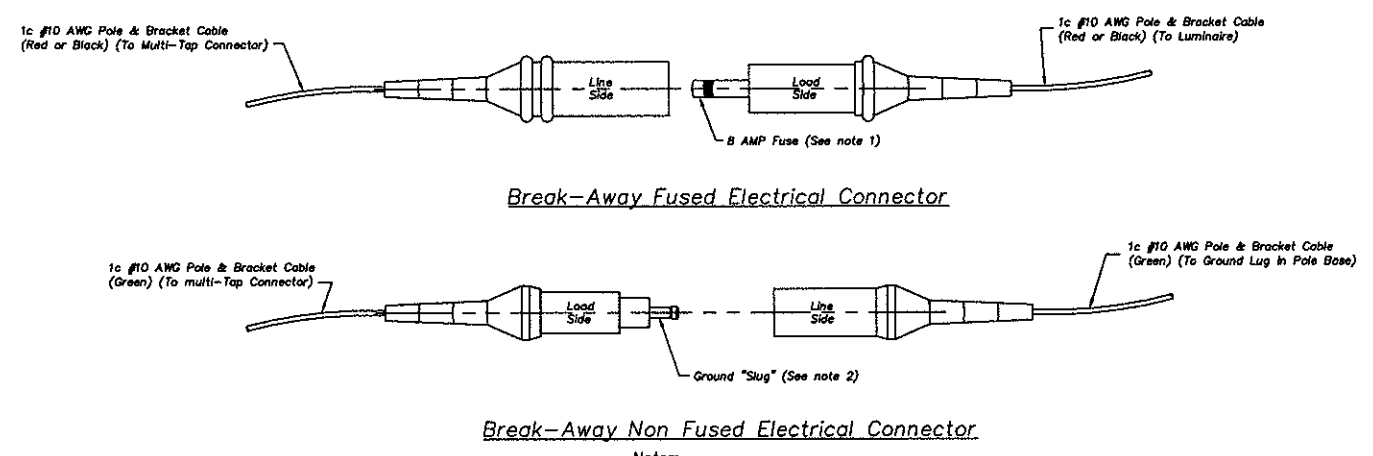 1c #10 AWG Pole & Bracket Cable
(Red or Black) (To Multi-Tap Connector)
1c #10 AWG Pole & Bracket Cable
(Red or Black) (To Luminaire)
Line
Side
Load
Side
8 AMP Fuse (See note 1)
Break-Away Fused Electrical Connector
1c #10 AWG Pole & Bracket Cable
(Green) (To multi-Tap Connector)
1c #10 AWG Pole & Bracket Cable
(Green) (To Ground Lug In Pole Base)
Load
Side
Line
Side
Ground "Slug" (See note 2)
Break-Away Non Fused Electrical Connector